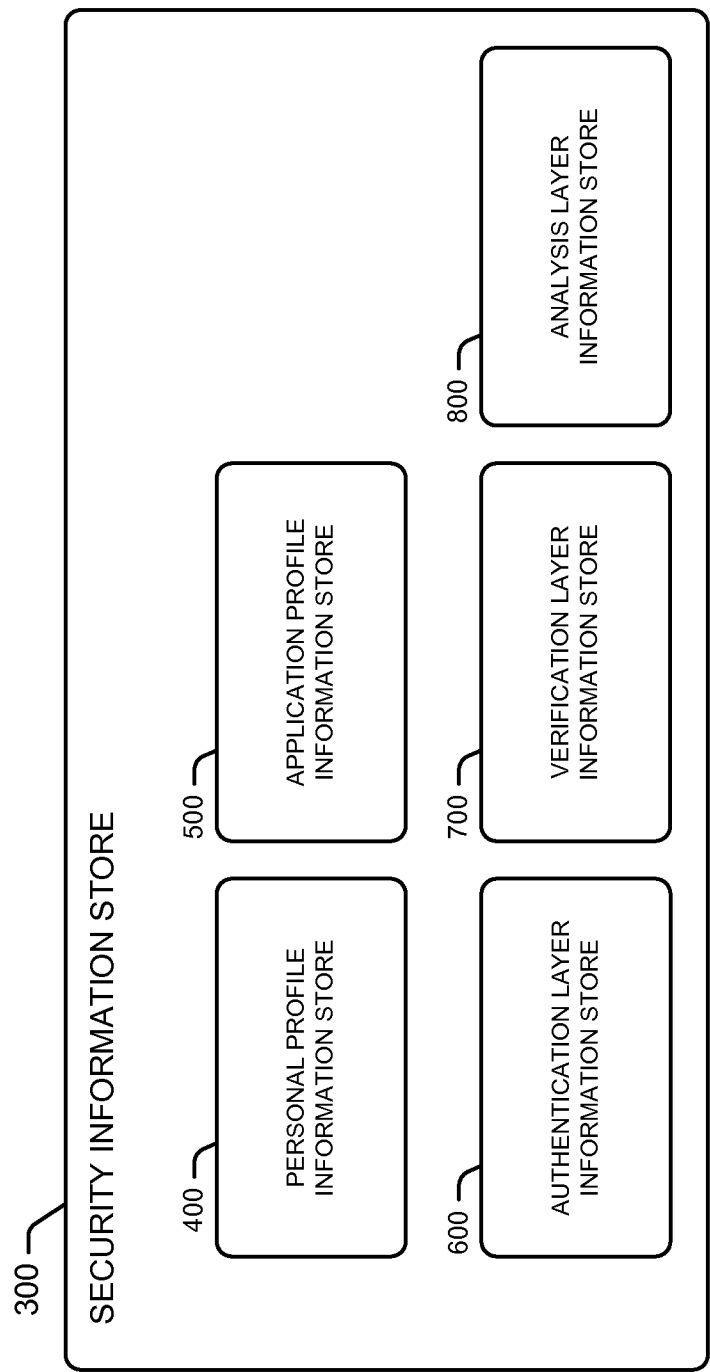 300
SECURITY INFORMATION STORE
400
PERSONAL PROFILE
INFORMATION STORE
500
APPLICATION PROFILE
INFORMATION STORE
600
AUTHENTICATION LAYER
INFORMATION STORE
700
VERIFICATION LAYER
INFORMATION STORE
800
ANALYSIS LAYER
INFORMATION STORE